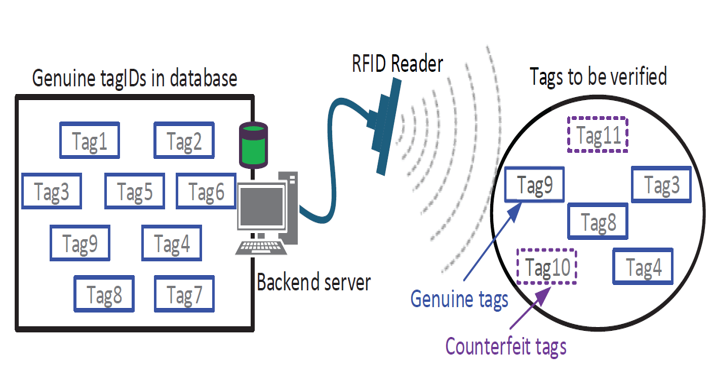 RFID Reader
Genuine tagIDs in database
Tags to be verified
Tag1
Tag2
Tag3
Tag5
Tag6
Tag9
Tag4
Tag8
Tag7
Backend server
Tag11
Tag9
Tag3
Tag8
Tag10
Tag4
Genuine tags
Counterfeit tags